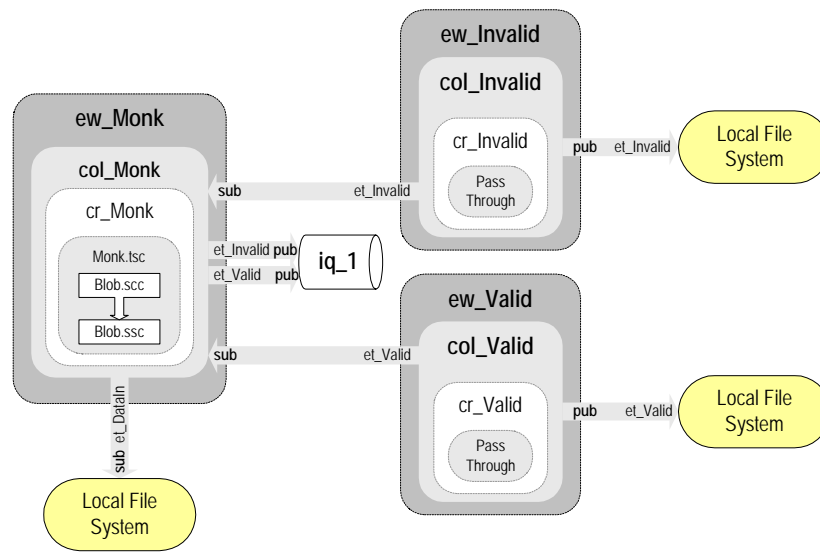 ew_Monk
col_Monk
cr_Monk
Monk.tsc
Blob.scc
Blob.ssc
sub et_DataIn
Local File
System
et_Invalid pub
et_Valid pub
iq_1
sub et_Invalid
sub et_Valid
ew_Invalid
col_Invalid
cr_Invalid
Pass
Through
pub et_Invalid
Local File
System
ew_Valid
col_Valid
cr_Valid
Pass
Through
pub et_Valid
Local File
System